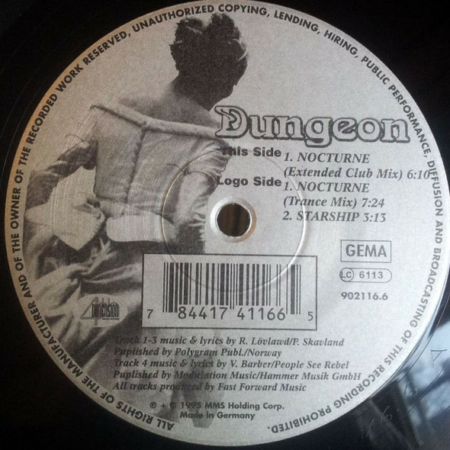 ALL RIGHTS OF THE MANUFACTURER AND OF THE OWNER OF THE RECORDED WORK RESERVED, UNAUTHORIZED COPYING, LENDING, HIRING, PUBLIC PERFORMANCE, DIFFUSION AND BROADCASTING OF THIS RECORDING PROHIBITED.
Dungeon
This Side 1. NOCTURNE
(Extended Club Mix) 6:10
Logo Side 1. NOCTURNE
(Trance Mix) 7:24
2. STARSHIP 3:13
GEMA
LC 6113
902116.6
7 84417 41166 5
Track 1-3 music & lyrics by R. Lövlawd/P. Skavland
Puplished by Polygram Publ./Norway
Track 4 music & lyrics by V. Barber/People See Rebel
Puplished by Modelation Music/Hammer Musik GmbH
All tracks produced by Fast Forward Music
℗ + © 1995 MMS Holding Corp.
Made in Germany